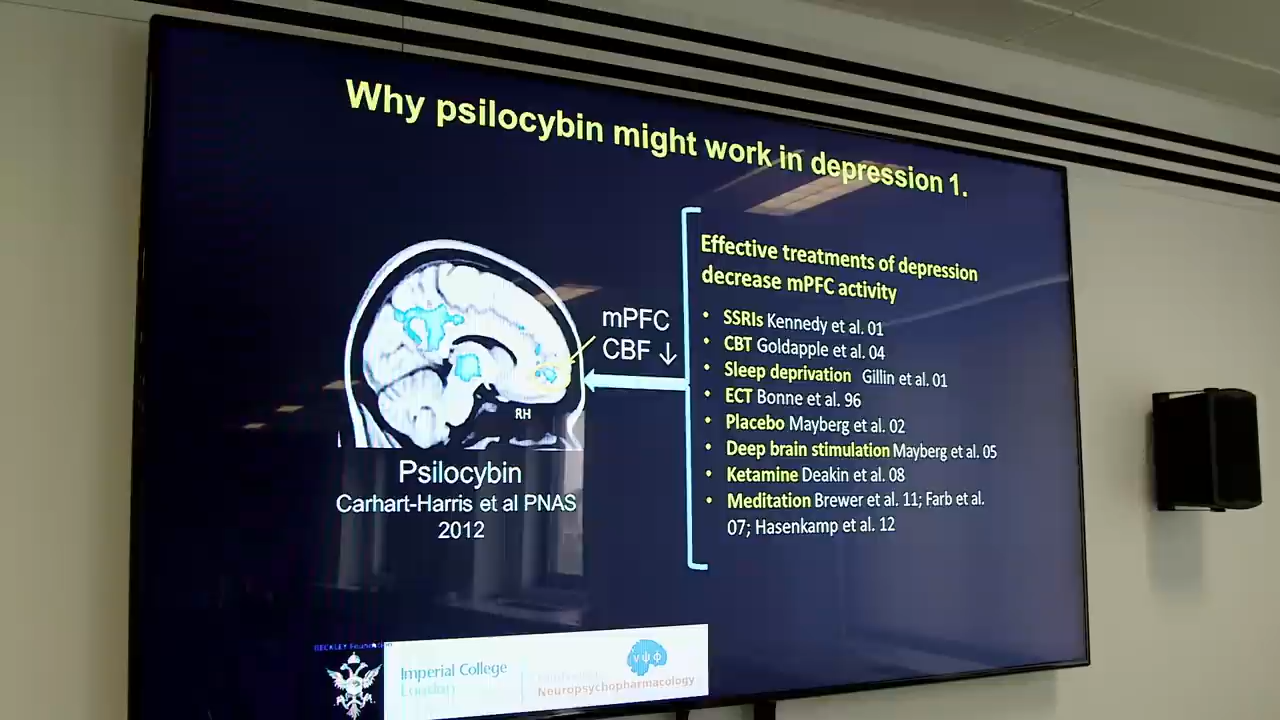 Why psilocybin might work in depression 1.
Effective treatments of depression
decrease mPFC activity
mPFC
CBF ↓
• SSRIs Kennedy et al. 01
• CBT Goldapple et al. 04
• Sleep deprivation Gillin et al. 01
• ECT Bonne et al. 96
• Placebo Mayberg et al. 02
• Deep brain stimulation Mayberg et al. 05
• Ketamine Deakin et al. 08
• Meditation Brewer et al. 11; Farb et al.
07; Hasenkamp et al. 12
RH
Psilocybin
Carhart-Harris et al PNAS
2012
BECKLEY Foundation
Imperial College
London
νψφ
Neuropsychopharmacology